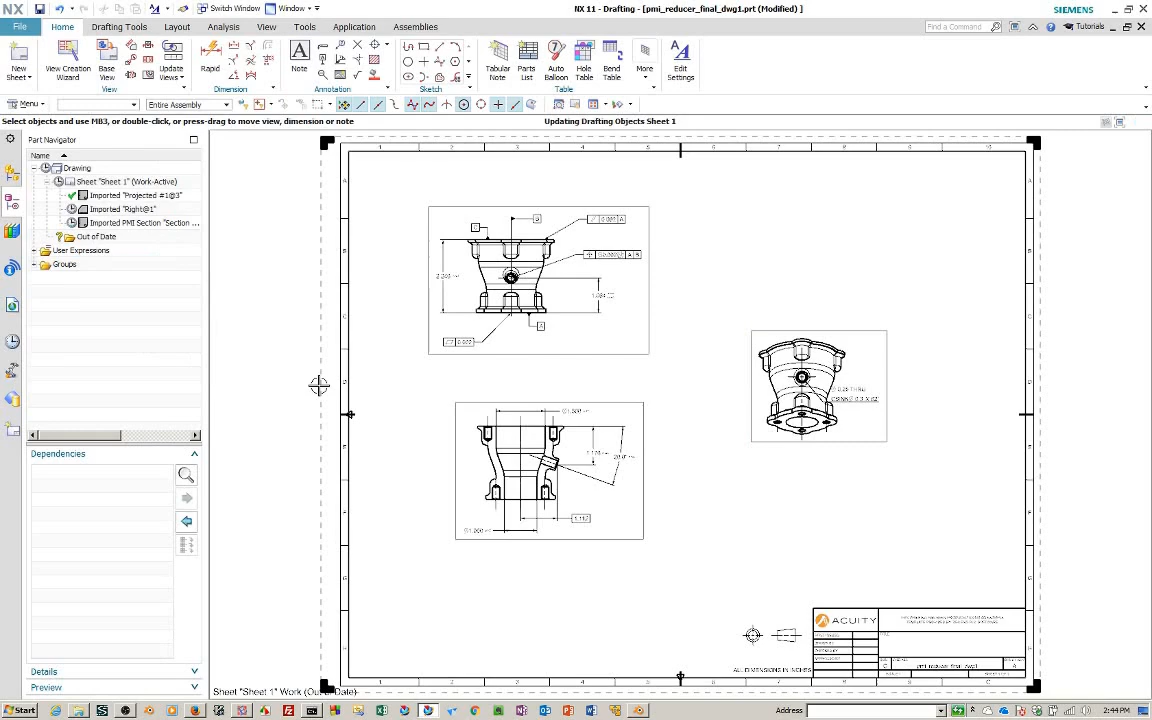 NX
Switch Window
Window
NX 11 - Drafting - [pmi_reducer_final_dwg1.pt (Modified) ]
SIEMENS
File
Home
Drafting Tools
Layout
Analysis
View
Tools
Application
Assemblies
Find a Command
Tutorials
New Sheet
View Creation Wizard
Base View
Update Views
Rapid
Note
Tabular Note
Parts List
Auto Balloon
Hole Table
Bend Table
More
Edit Settings
View
Dimension
Annotation
Sketch
Table
Menu
Entire Assembly
Select objects and use MB3, or double-click, or press-drag to move view, dimension or note
Updating Drafting Objects Sheet 1
Part Navigator
Name
Drawing
Sheet "Sheet 1" (Work-Active)
Imported "Projected #1@3"
Imported "Right@1"
Imported PMI Section "Section ...
Out of Date
User Expressions
Groups
Dependencies
Details
Preview
ACUITY
pmi reducer final dwg1
ALL DIMENSIONS IN INCHES
Sheet "Sheet 1" Work (Out of Date)
Start
Address
2:44 PM